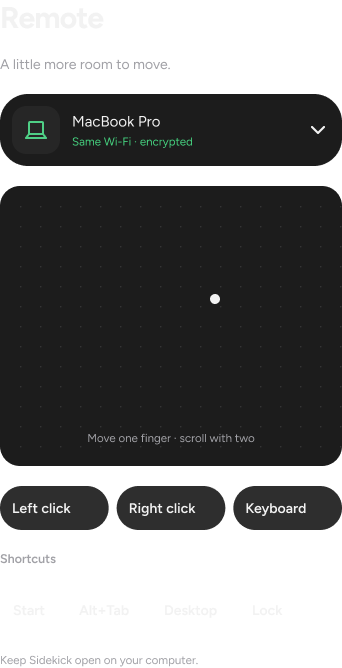 Remote
A little more room to move.
MacBook Pro
Same Wi-Fi · encrypted
Move one finger · scroll with two
Left click
Right click
Keyboard
Shortcuts
Start
Alt+Tab
Desktop
Lock
Keep Sidekick open on your computer.